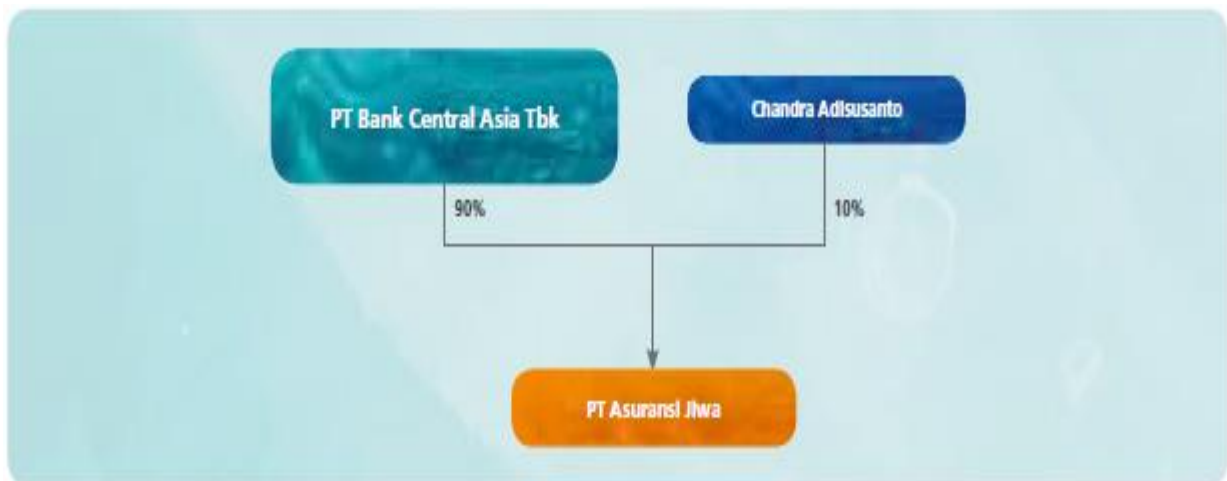 PT Bank Central Asia Tbk
Chandra Adisusanto
90%
10%
PT Asuransi Jiwa